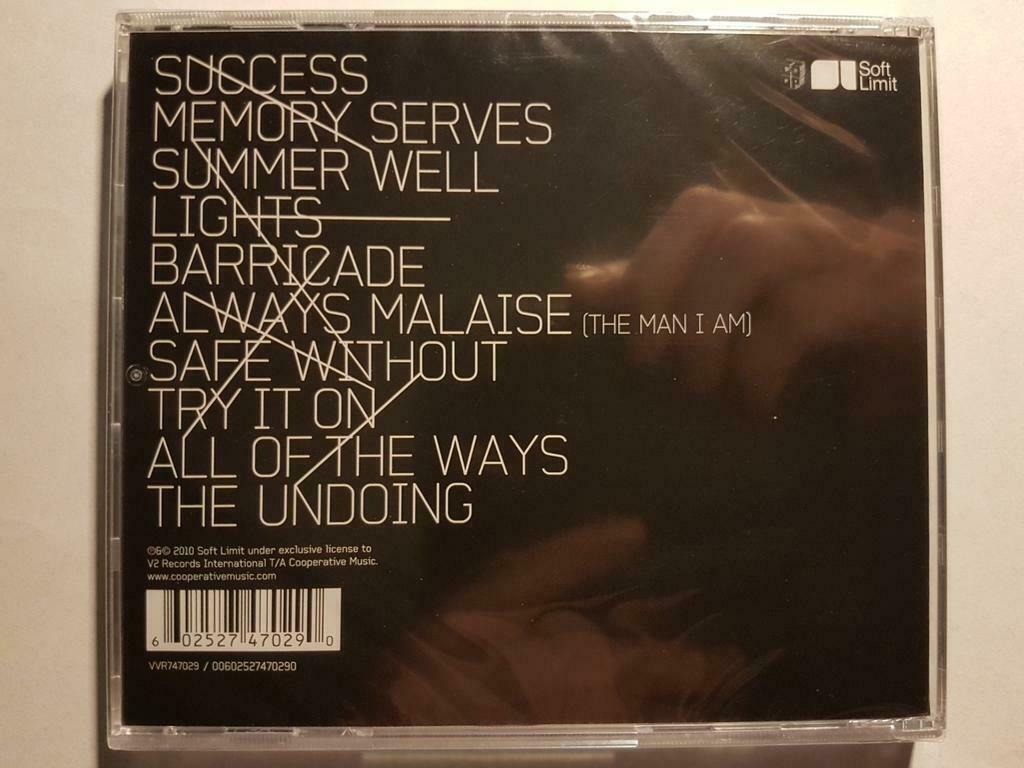 SUCCESS
MEMORY SERVES
SUMMER WELL
LIGHTS
BARRICADE
ALWAYS MALAISE (THE MAN I AM)
SAFE WITHOUT
TRY IT ON
ALL OF THE WAYS
THE UNDOING
Soft
Limit
℗&© 2010 Soft Limit under exclusive license to
V2 Records International T/A Cooperative Music.
www.cooperativemusic.com
6 02527 47029 0
VVR747029 / 00602527470290